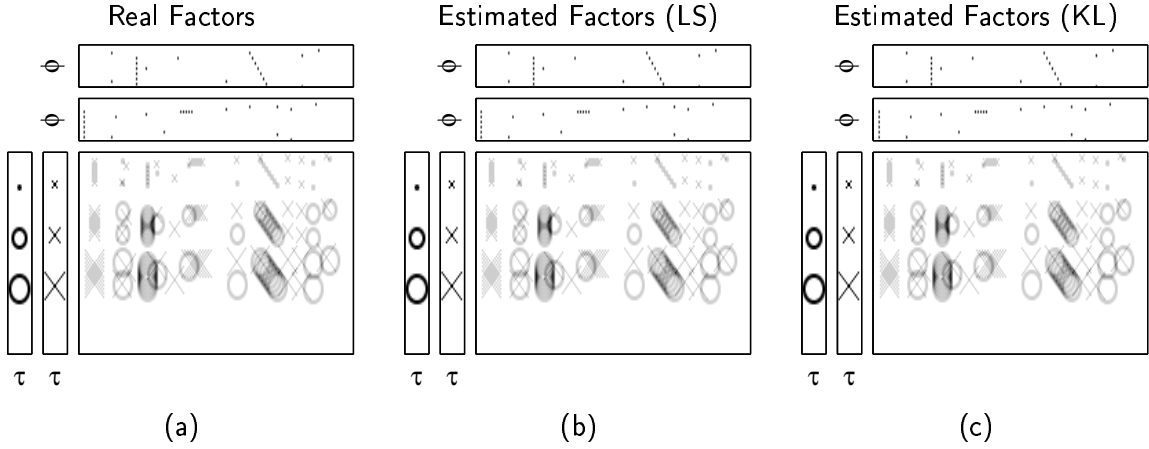 Real Factors
Estimated Factors (LS)
Estimated Factors (KL)
ϕ ϕ ϕ
ϕ ϕ ϕ
τ τ τ τ τ τ
(a) (b) (c)